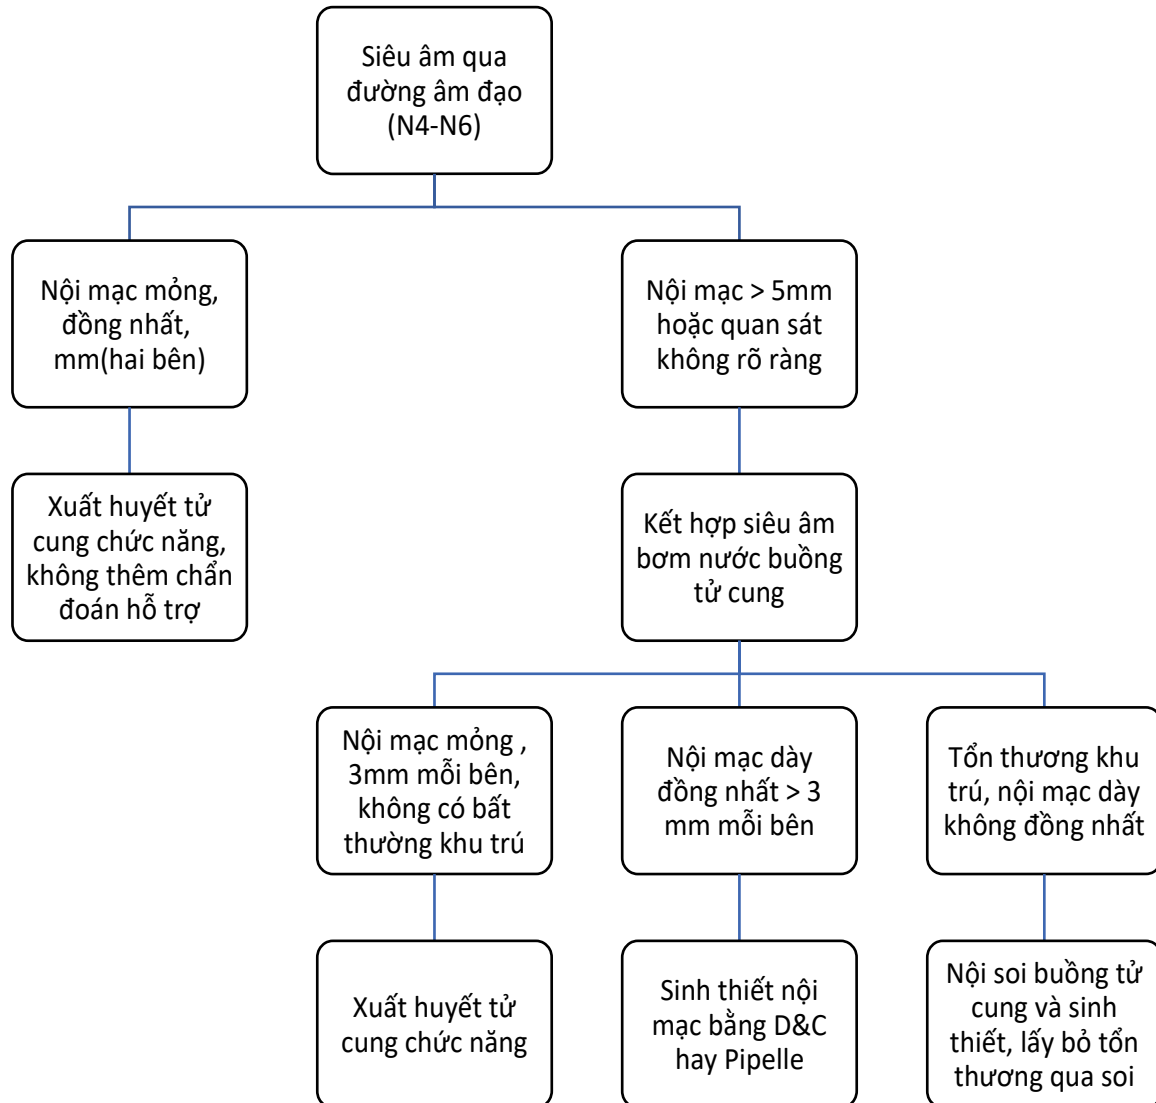 Siêu âm qua
đường âm đạo
(N4-N6)
Nội mạc mỏng,
đồng nhất,
mm(hai bên)
Nội mạc > 5mm
hoặc quan sát
không rõ ràng
Xuất huyết tử
cung chức năng,
không thêm chẩn
đoán hỗ trợ
Kết hợp siêu âm
bơm nước buồng
tử cung
Nội mạc mỏng ,
3mm mỗi bên,
không có bất
thường khu trú
Nội mạc dày
đồng nhất > 3
mm mỗi bên
Tổn thương khu
trú, nội mạc dày
không đồng nhất
Xuất huyết tử
cung chức năng
Sinh thiết nội
mạc bằng D&C
hay Pipelle
Nội soi buồng tử
cung và sinh
thiết, lấy bỏ tổn
thương qua soi